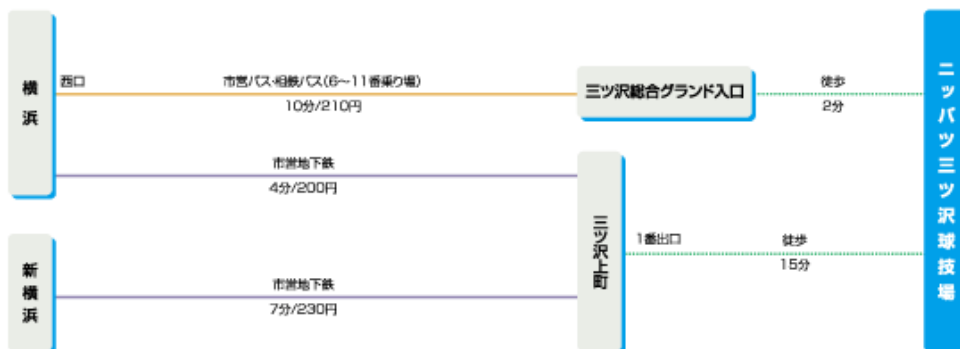 横浜
西口
市営バス・相鉄バス(6〜11番乗り場)
10分/210円
三ツ沢総合グランド入口
徒歩
2分
市営地下鉄
4分/200円
三ツ沢上町
1番出口
徒歩
15分
新横浜
市営地下鉄
7分/230円
ニッパツ三ツ沢球技場